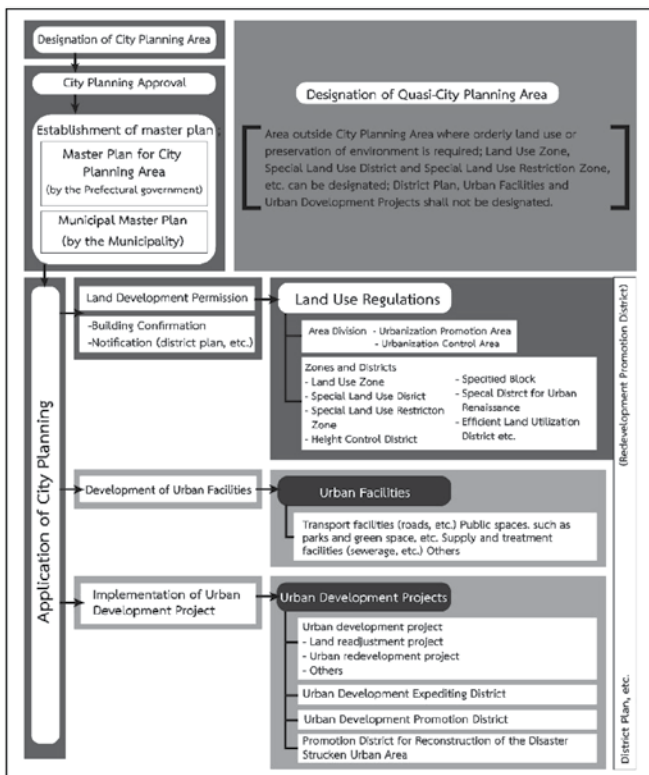 Designation of City Planning Area
City Planning Approval
Establishment of master plan ;
Master Plan for City
Planning Area
(by the Prefectural government)
Municipal Master Plan
(by the Municipality)
Designation of Quasi-City Planning Area
Area outside City Planning Area where orderly land use or
preservation of environment is required; Land Use Zone,
Special Land Use District and Special Land Use Restriction Zone,
etc. can be designated; District Plan, Urban Facilities and
Urban Dovelopment Projects shall not be designated.
Application of City Planning
Land Development Permission
-Building Confirmation
-Notification (district plan, etc.)
Land Use Regulations
Area Division - Urbanization Promotion Area
- Urbanization Control Area
Zones and Districts
- Land Use Zone
- Special Land Use Disrict
- Special Land Use Restricton
Zone
- Height Control District
- Specitied Block
- Specal Distrct for Urban
Renaissance
- Efficient Land Utilization
District etc.
Development of Urban Facilities
Urban Facilities
Transport facilities (roads, etc.) Public spaces. such as
parks and green space, etc. Supply and treatment
facilities (sewerage, etc.) Others
Implementation of Urban
Development Project
Urban Development Projects
Urban development project
- Land readjustment project
- Urban redevelopment project
- Others
Urban Development Expediting District
Urban Development Promotion District
Promotion District for Reconstruction of the Disaster
Strucken Urban Area
(Redevelopment Promotion District)
District Plan, etc.